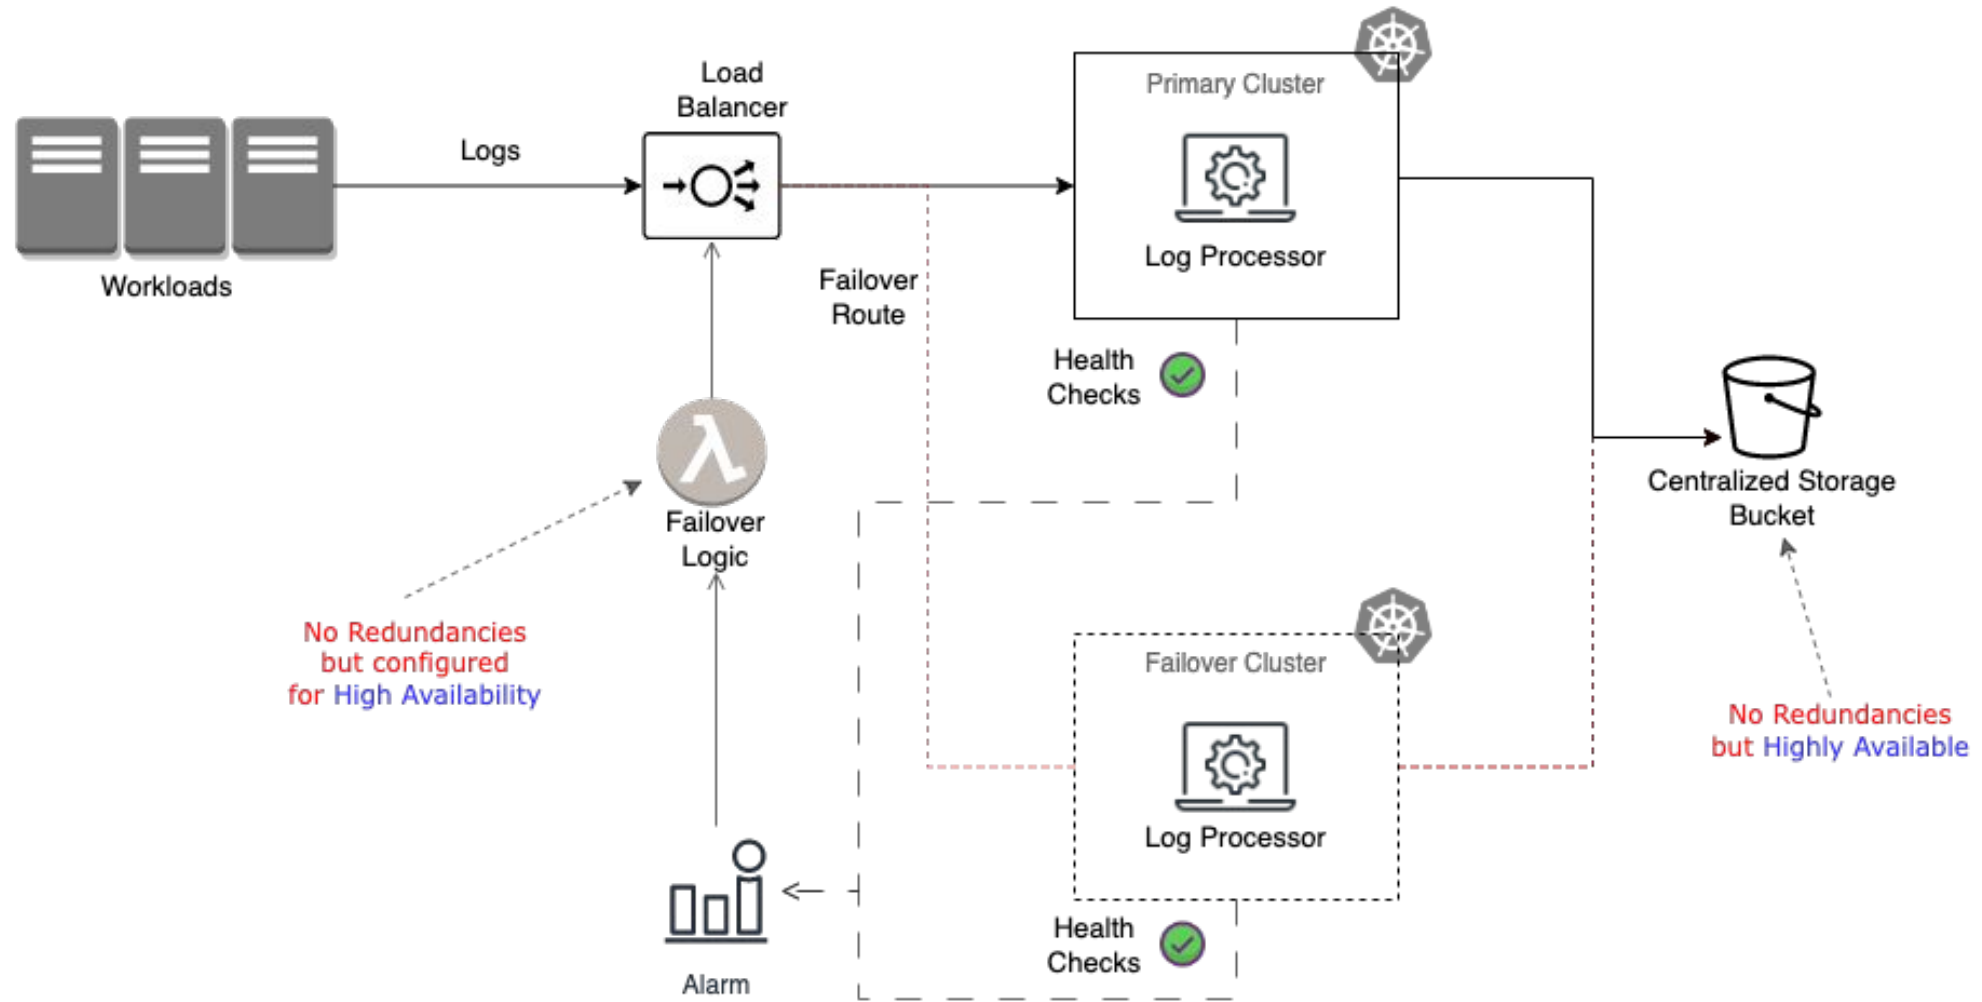 Load
Balancer
Primary Cluster
Logs
Log Processor
Workloads
Failover
Route
Health
Checks
Centralized Storage
Bucket
Failover
Logic
No Redundancies
but configured
for High Availability
Failover Cluster
No Redundancies
but Highly Available
Log Processor
Health
Checks
Alarm